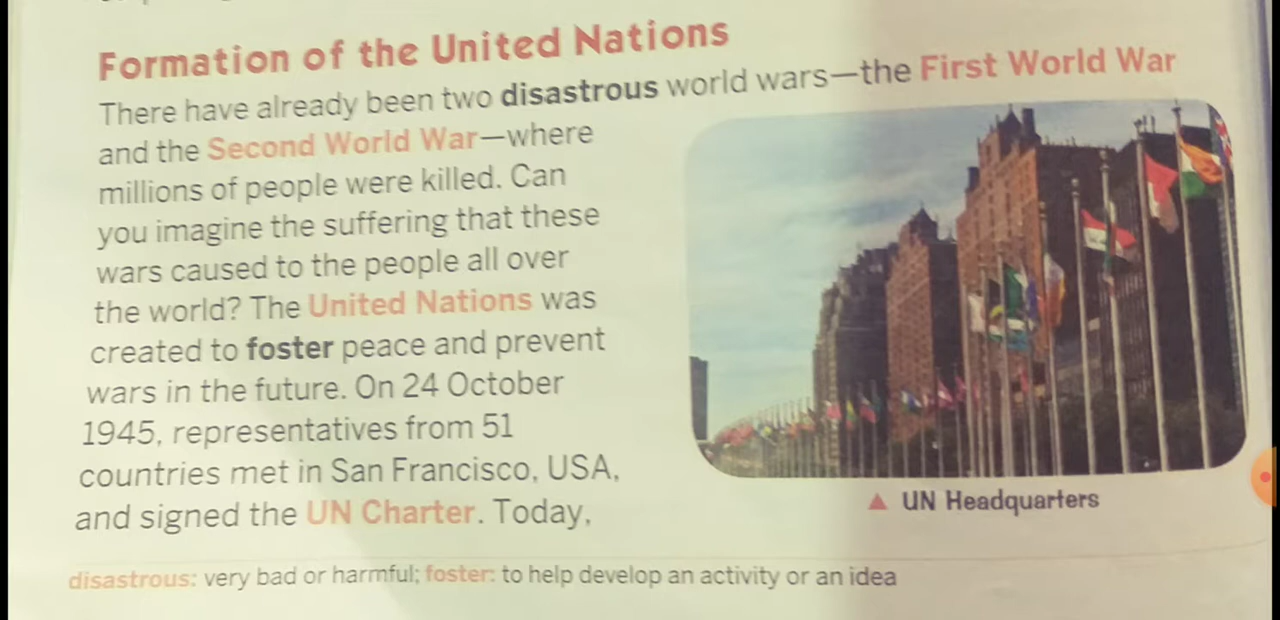 Formation of the United Nations
There have already been two disastrous world wars—the First World War
and the Second World War—where
millions of people were killed. Can
you imagine the suffering that these
wars caused to the people all over
the world? The United Nations was
created to foster peace and prevent
wars in the future. On 24 October
1945, representatives from 51
countries met in San Francisco, USA,
and signed the UN Charter. Today,
▲ UN Headquarters
disastrous: very bad or harmful; foster: to help develop an activity or an idea